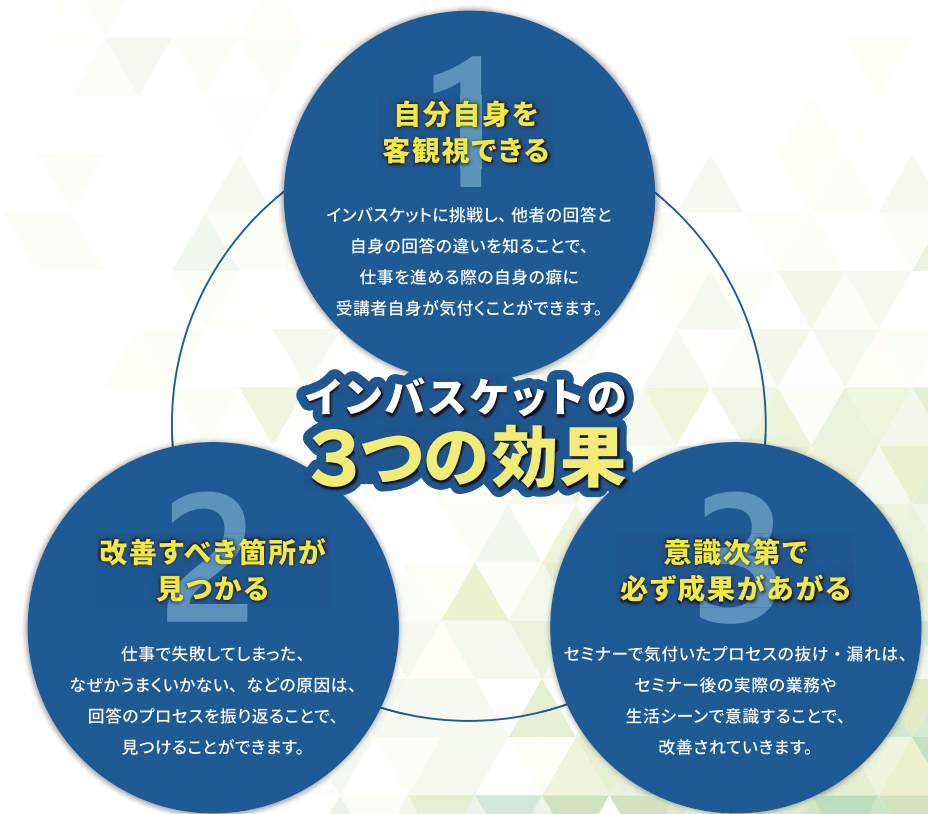 1
自分自身を
客観視できる
インバスケットに挑戦し、他者の回答と
自身の回答の違いを知ることで、
仕事を進める際の自身の癖に
受講者自身が気付くことができます。
インバスケットの
3つの効果
2
改善すべき箇所が
見つかる
仕事で失敗してしまった、
なぜかうまくいかない、などの原因は、
回答のプロセスを振り返ることで、
見つけることができます。
3
意識次第で
必ず成果があがる
セミナーで気付いたプロセスの抜け・漏れは、
セミナー後の実際の業務や
生活シーンで意識することで、
改善されていきます。